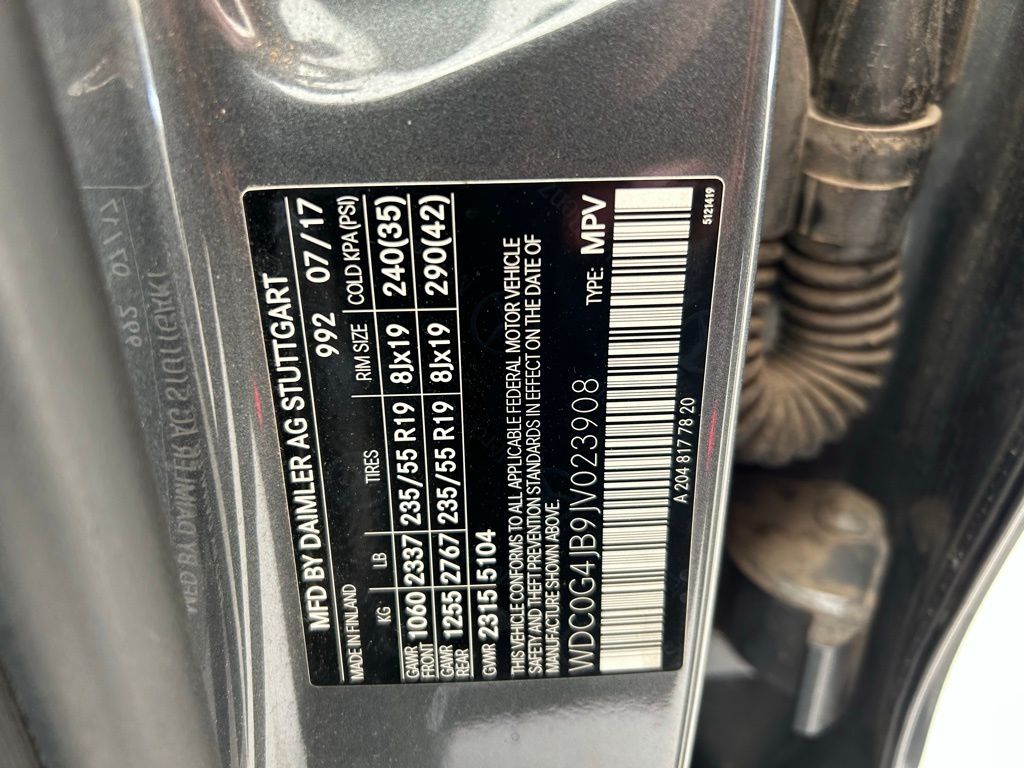 MFD BY DAIMLER AG STUTTGART
MADE IN FINLAND 992 07/17
KG LB TIRES RIM SIZE COLD KPA(PSI)
GAWR FRONT 1060 2337 235/55 R19 8Jx19 240(35)
GAWR REAR 1255 2767 235/55 R19 8Jx19 290(42)
GVWR 2315 5104
THIS VEHICLE CONFORMS TO ALL APPLICABLE FEDERAL MOTOR VEHICLE
SAFETY AND THEFT PREVENTION STANDARDS IN EFFECT ON THE DATE OF
MANUFACTURE SHOWN ABOVE.
WDC0G4JB9JV023908 TYPE: MPV
A 204 817 78 20 5121419